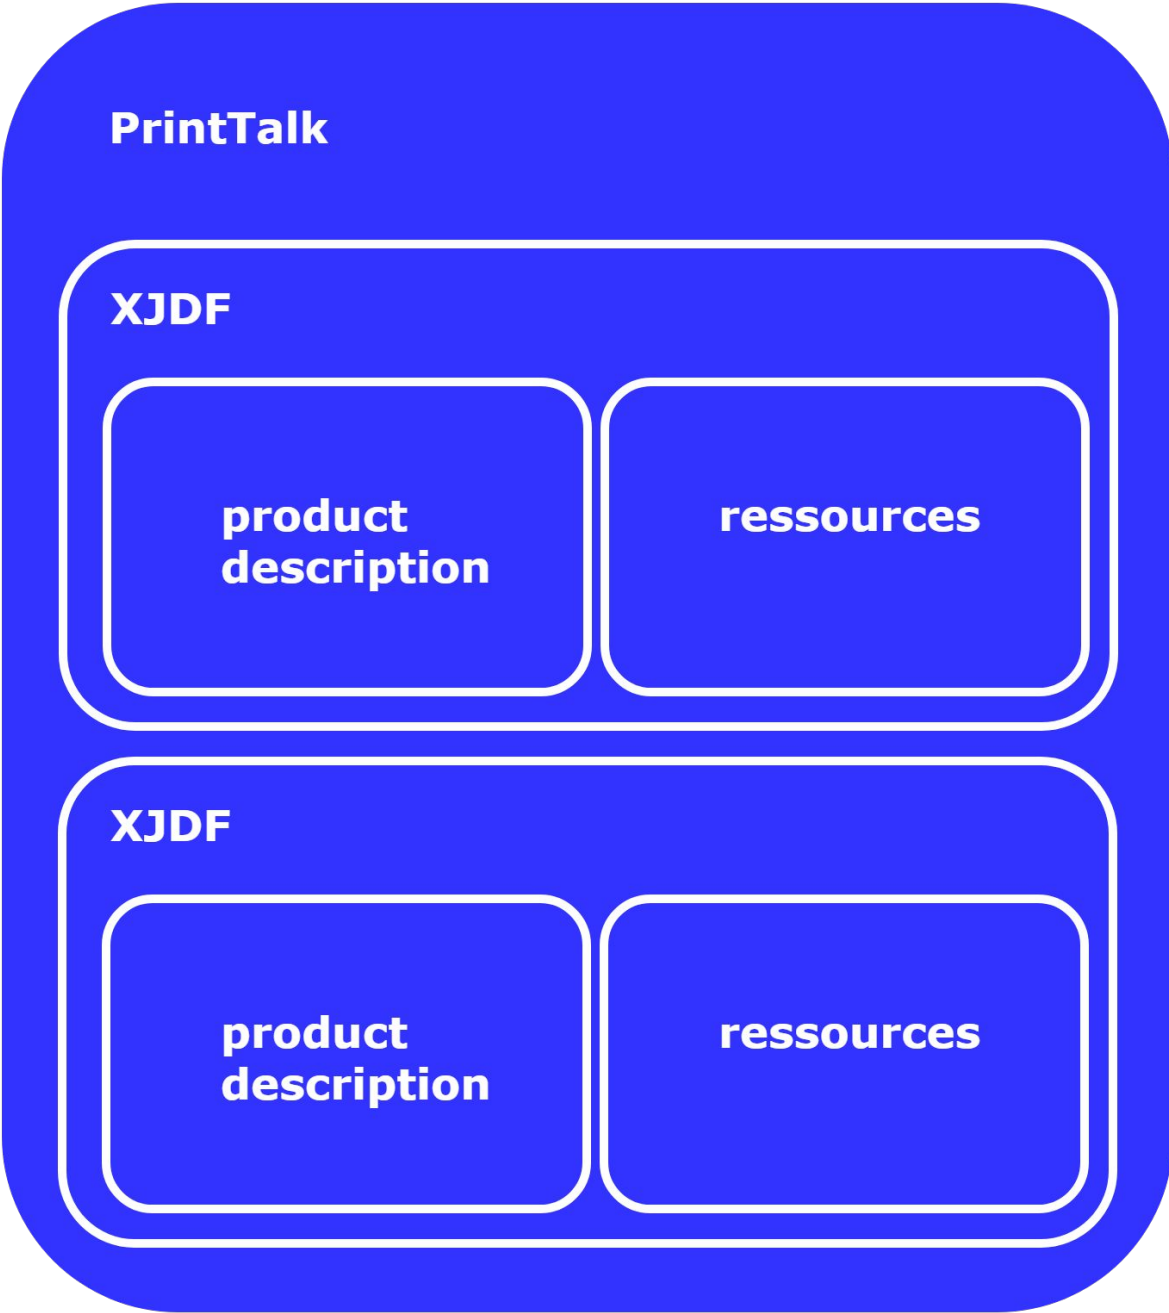 PrintTalk
XJDF
product
description
ressources
XJDF
product
description
ressources